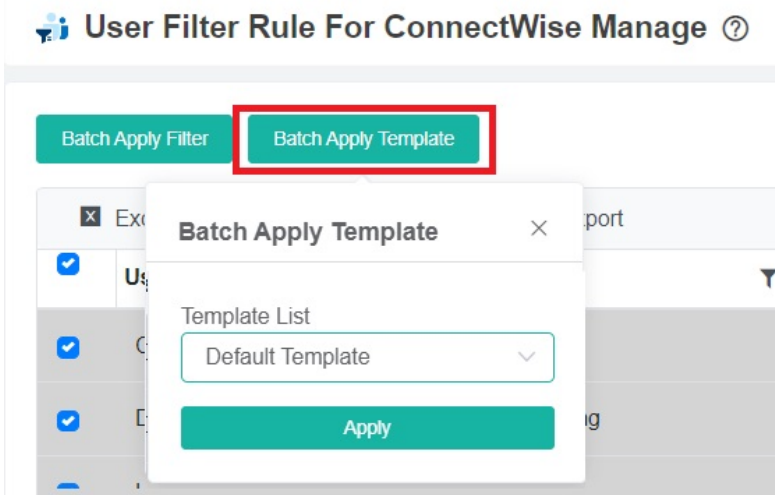 User Filter Rule For ConnectWise Manage
Batch Apply Filter Batch Apply Template
Batch Apply Template
Template List
Default Template
Apply